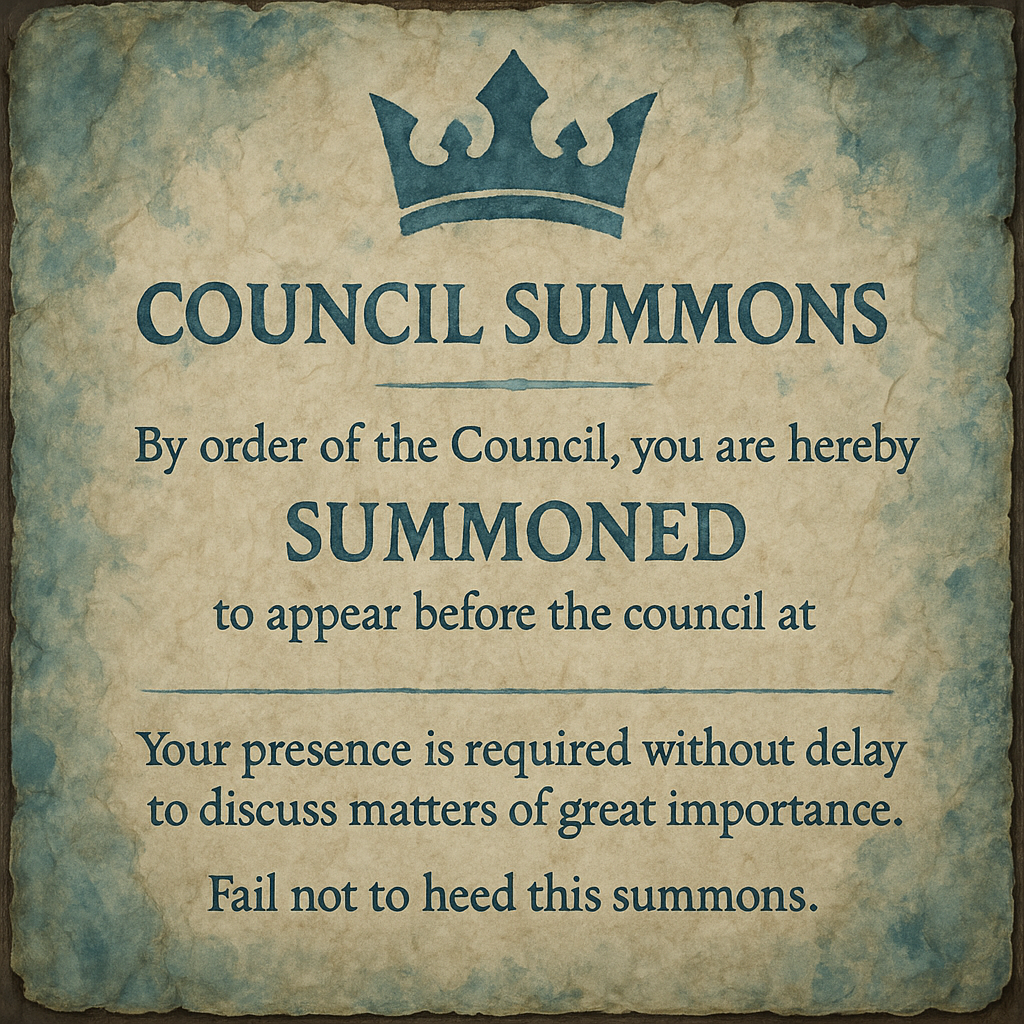 COUNCIL SUMMONS
By order of the Council, you are hereby
SUMMONED
to appear before the council at
Your presence is required without delay
to discuss matters of great importance.
Fail not to heed this summons.